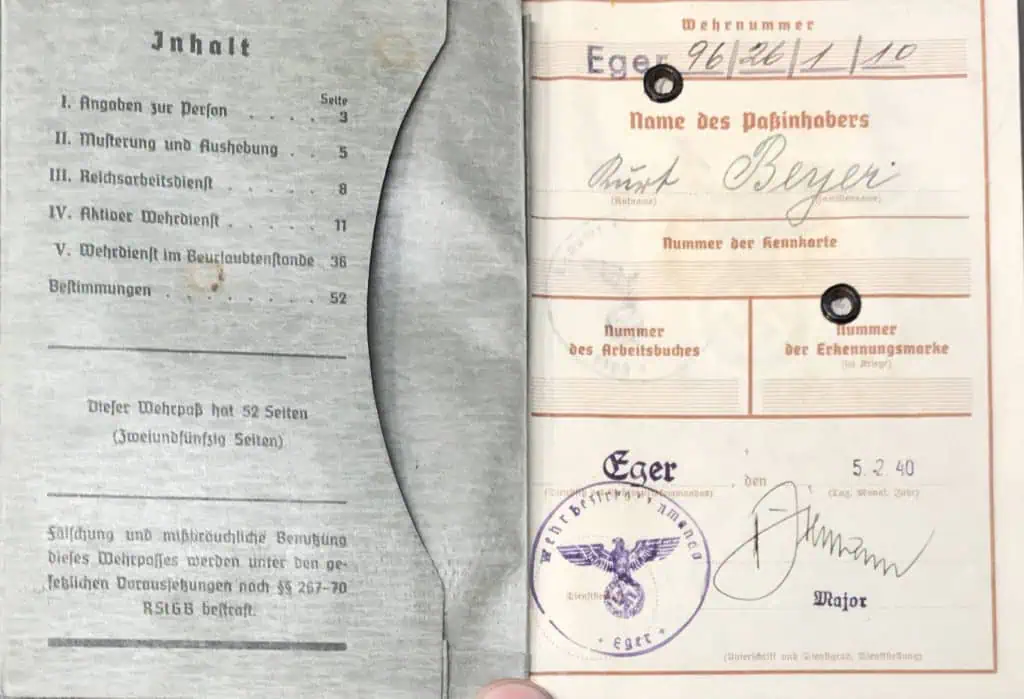 Inhalt
Seite
I. Angaben zur Person . . . . 3
II. Musterung und Aushebung . . 5
III. Reichsarbeitsdienst . . . . . 8
IV. Aktiver Wehrdienst . . . . . 11
V. Wehrdienst im Beurlaubtenstande 36
Bestimmungen . . . . . . . . 52
Dieser Wehrpaß hat 52 Seiten
(Zweiundfünfzig Seiten)
Fälschung und mißbräuchliche Benutzung
dieses Wehrpasses werden unter den ge-
setzlichen Voraussetzungen nach §§ 267-70
RStGB bestraft.
Wehrnummer
Eger 96/26/1/10
Name des Paßinhabers
Kurt Beyer
(Rufname) (Familienname)
Nummer der Kennkarte
Nummer
des Arbeitsbuches
Nummer
der Erkennungsmarke
(im Kriege)
Eger, den 5. 2. 40
(Tag, Monat, Jahr)
Wehrbezirkskommando
Eger
Major
(Unterschrift und Dienstgrad, Dienststellung)